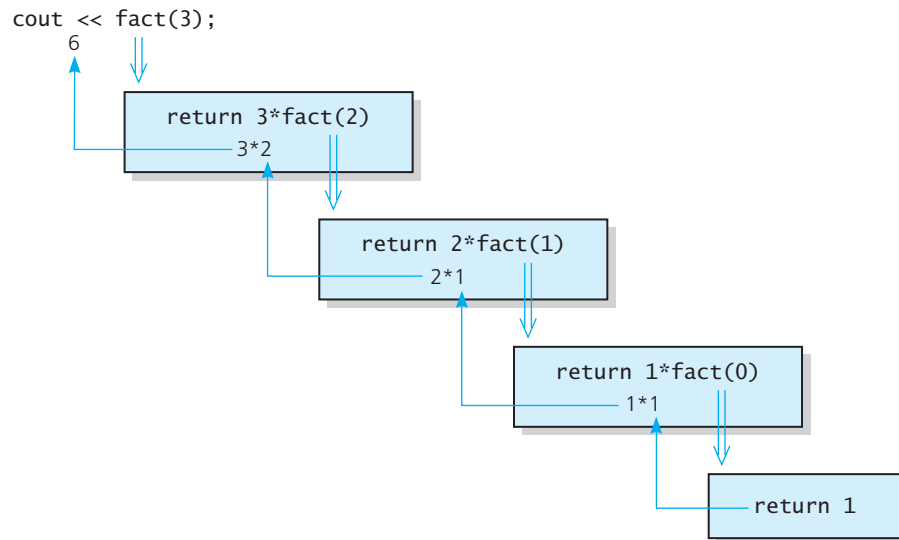 cout << fact(3);
6
return 3*fact(2)
3*2
return 2*fact(1)
2*1
return 1*fact(0)
1*1
return 1